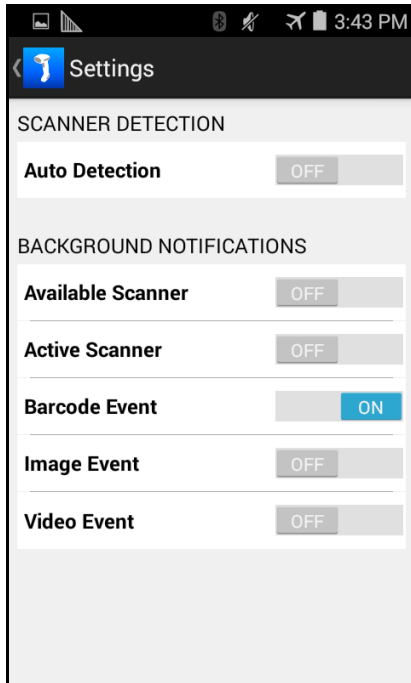 3:43 PM
Settings
SCANNER DETECTION
Auto Detection OFF
BACKGROUND NOTIFICATIONS
Available Scanner OFF
Active Scanner OFF
Barcode Event ON
Image Event OFF
Video Event OFF